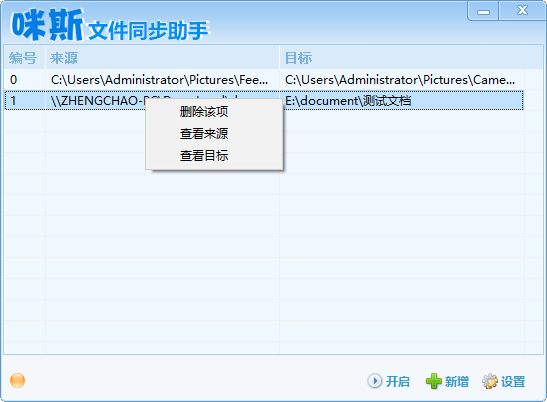 咪斯 文件同步助手
编号 来源 目标
0 C:\Users\Administrator\Pictures\Fee... C:\Users\Administrator\Pictures\Came...
1 \\ZHENGCHAO- E:\document\测试文档
删除该项
查看来源
查看目标
开启 新增 设置